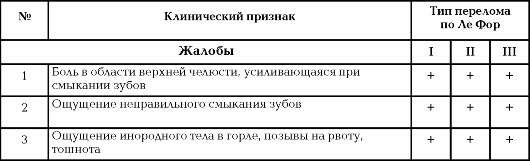 № Клинический признак Тип перелома
по Ле Фор
Жалобы I II III
1 Боль в области верхней челюсти, усиливающаяся при
смыкании зубов + + +
2 Ощущение неправильного смыкания зубов + + +
3 Ощущение инородного тела в горле, позывы на рвоту,
тошнота + + +